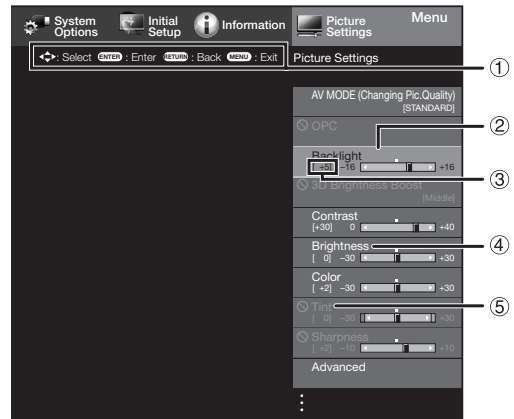 System Options
Initial Setup
Information
Picture Settings
Menu
: Select ENTER : Enter RETURN : Back MENU : Exit
Picture Settings
①
AV MODE (Changing Pic.Quality)
[STANDARD]
OPC
②
Backlight
[ +5] −16 +16
③
3D Brightness Boost
[Middle]
Contrast
[+30] 0 +40
Brightness
④
[ 0] −30 +30
Color
[ +2] −30 +30
Tint
⑤
[ 0] −30 +30
Sharpness
[ +2] −10 +10
Advanced